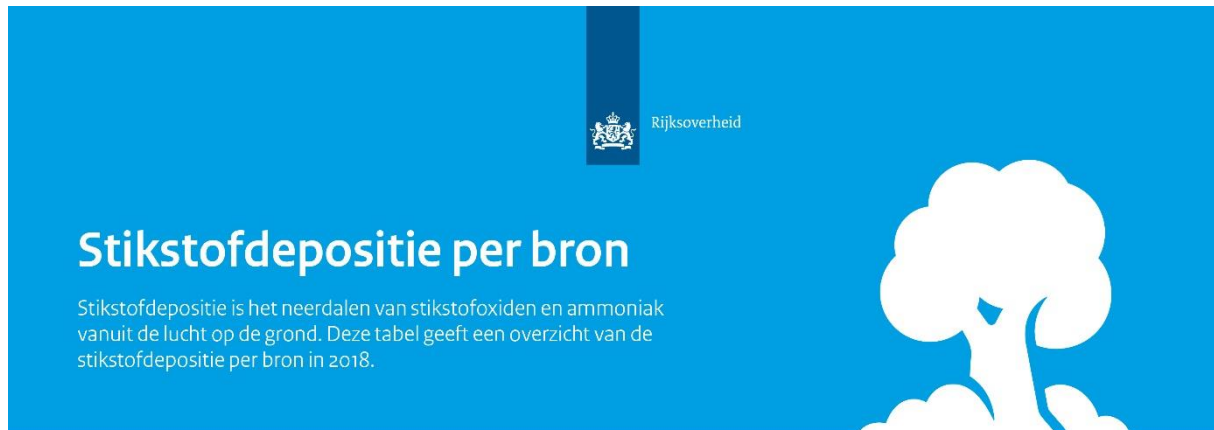 Rijksoverheid
Stikstofdepositie per bron
Stikstofdepositie is het neerdalen van stikstofoxiden en ammoniak
vanuit de lucht op de grond. Deze tabel geeft een overzicht van de
stikstofdepositie per bron in 2018.